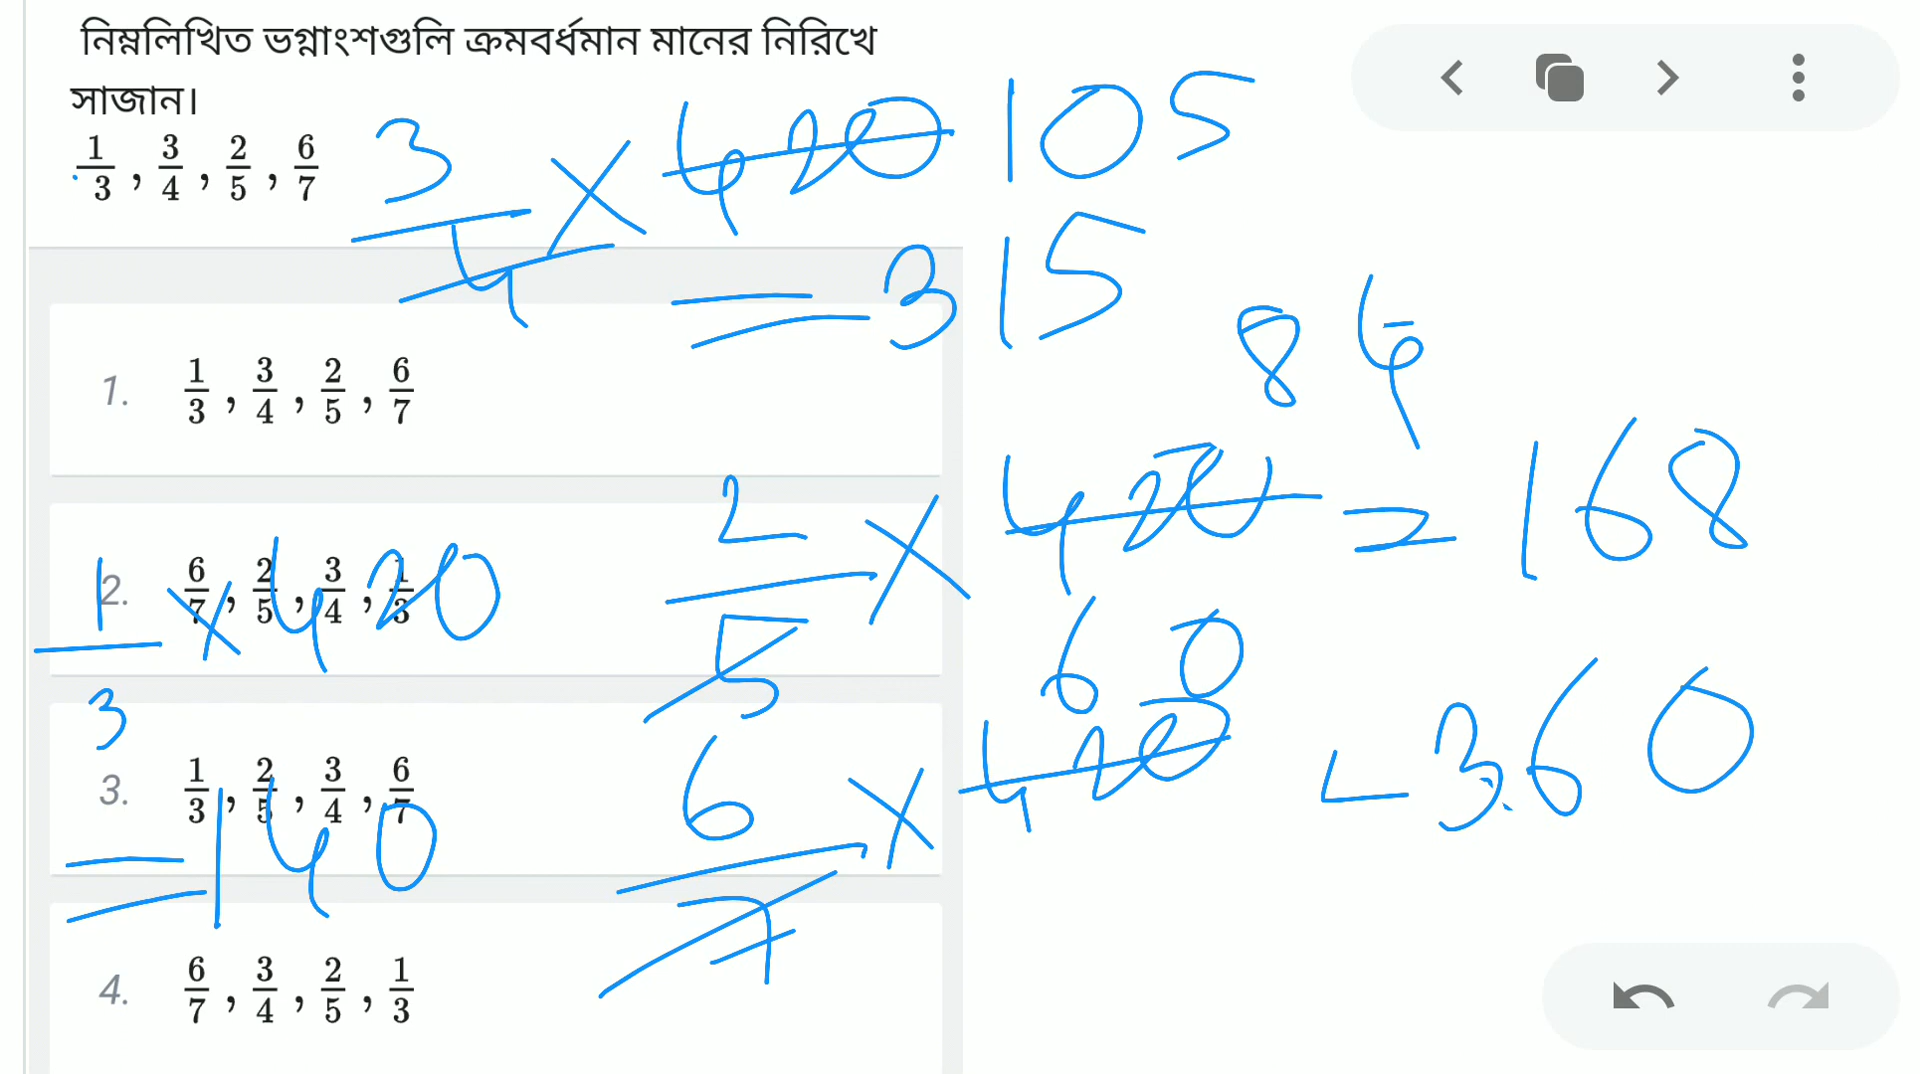 নিম্নলিখিত ভগ্নাংশগুলি ক্রমবর্ধমান মানের নিরিখে
সাজান।
1/3 , 3/4 , 2/5 , 6/7
3/4 × 420 105
= 315
1. 1/3 , 3/4 , 2/5 , 6/7
84
2/5 × 420 = 168
2. 6/7 , 2/5 , 3/4 , 1/3
1/3 × 420
= 140
3. 1/3 , 2/5 , 3/4 , 6/7
60
6/7 × 420 = 360
4. 6/7 , 3/4 , 2/5 , 1/3